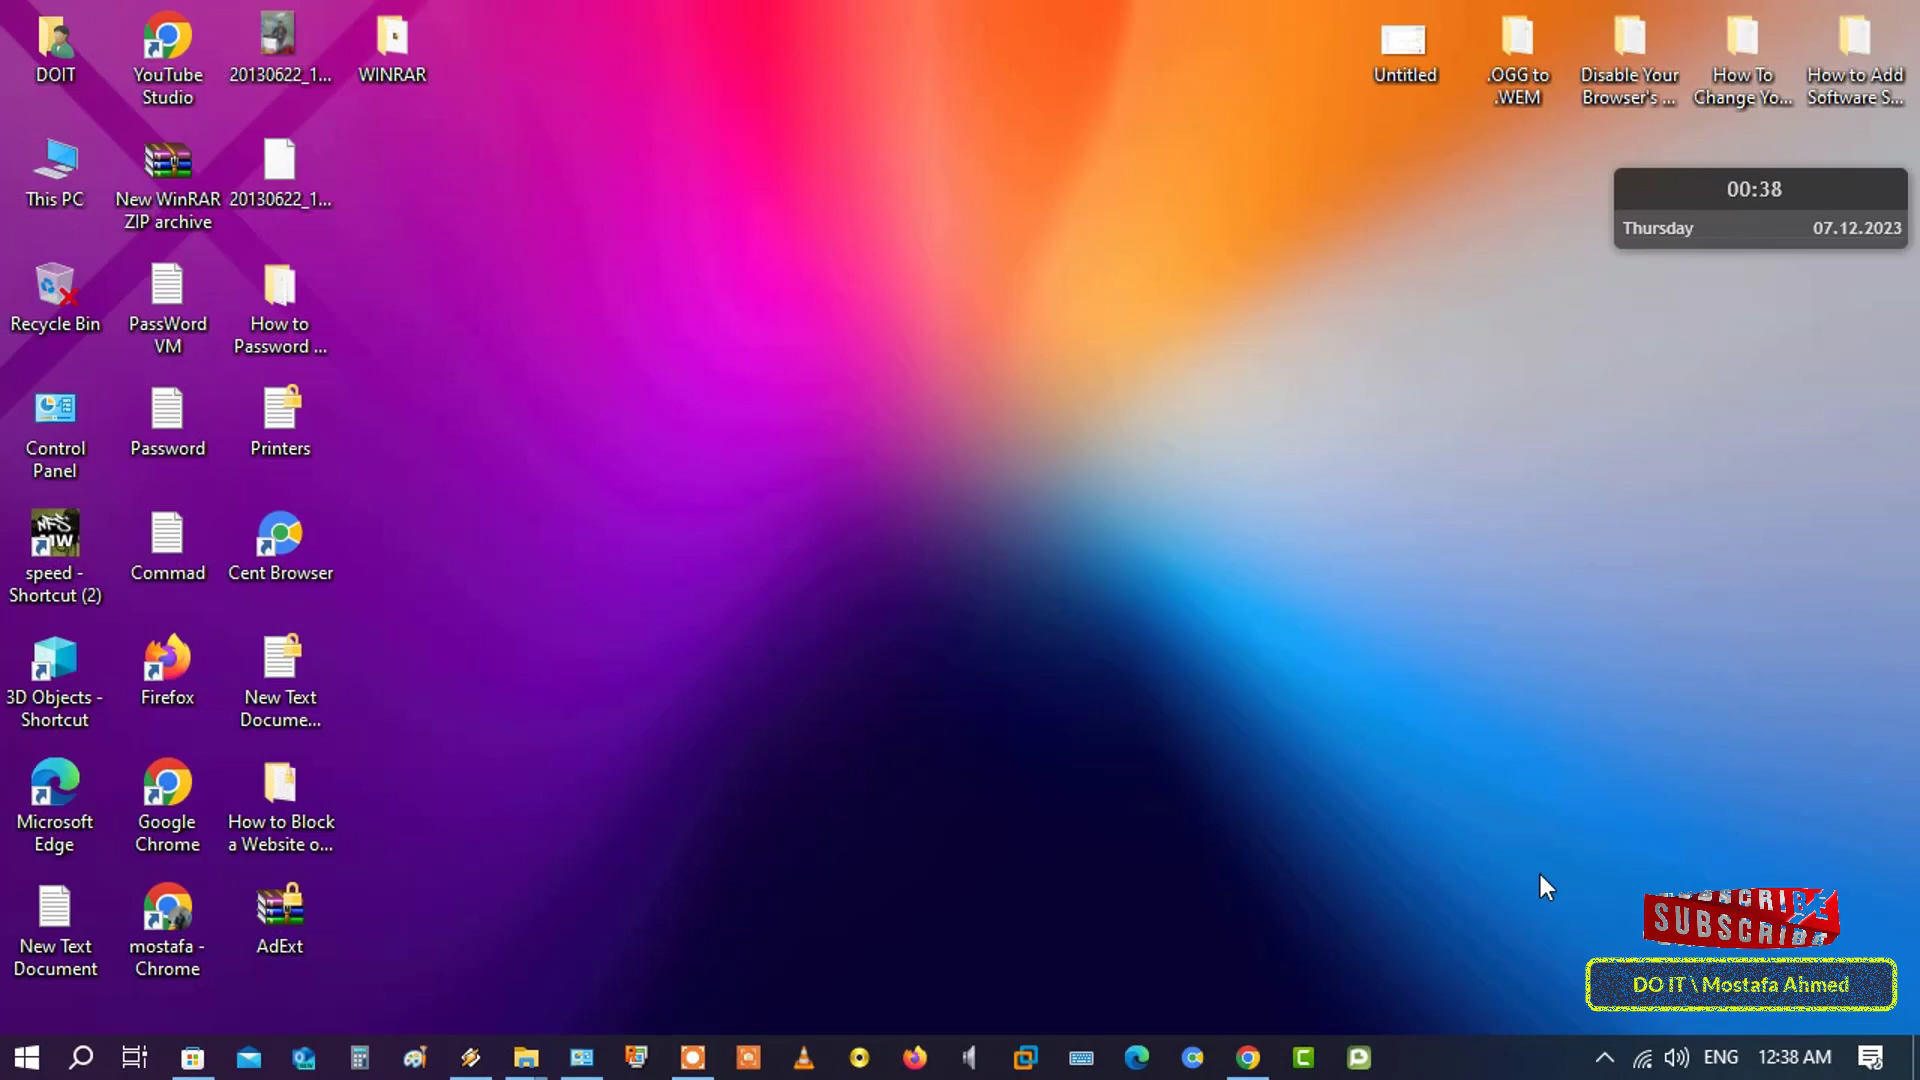 DOIT
YouTube
Studio
20130622_1...
WINRAR
Untitled
.OGG to
.WEM
Disable Your
Browser's ...
How To
Change Yo...
How to Add
Software S...
This PC
New WinRAR
ZIP archive
20130622_1...
00:38
Thursday 07.12.2023
Recycle Bin
PassWord
VM
How to
Password ...
Control
Panel
Password
Printers
NFS
MW
speed -
Shortcut (2)
Commad
Cent Browser
3D Objects -
Shortcut
Firefox
New Text
Docume...
Microsoft
Edge
Google
Chrome
How to Block
a Website o...
New Text
Document
mostafa -
Chrome
AdExt
SUBSCRIBE
DO IT \ Mostafa Ahmed
ENG 12:38 AM